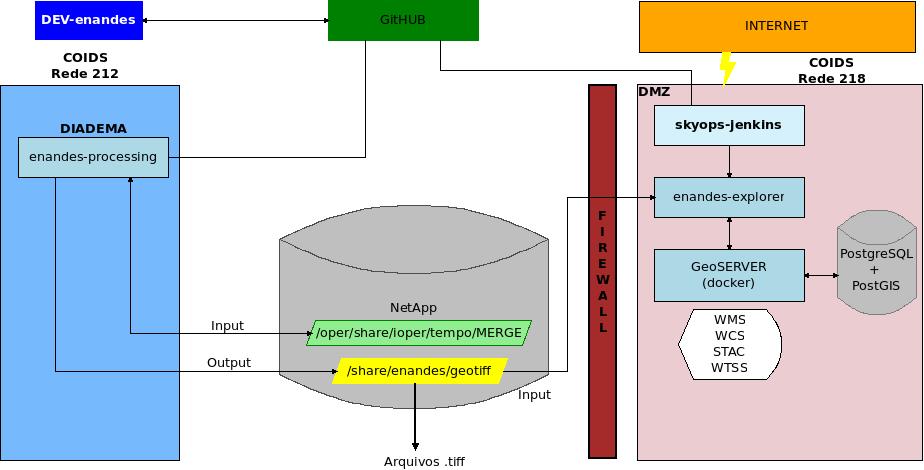 DEV-enandes
GitHUB
INTERNET
COIDS
Rede 212
COIDS
Rede 218
DMZ
DIADEMA
enandes-processing
skyops-Jenkins
enandes-explorer
GeoSERVER
(docker)
PostgreSQL
+
PostGIS
WMS
WCS
STAC
WTSS
F
I
R
E
W
A
L
L
NetApp
Input
/oper/share/ioper/tempo/MERGE
Output
/share/enandes/geotiff
Input
Arquivos .tiff